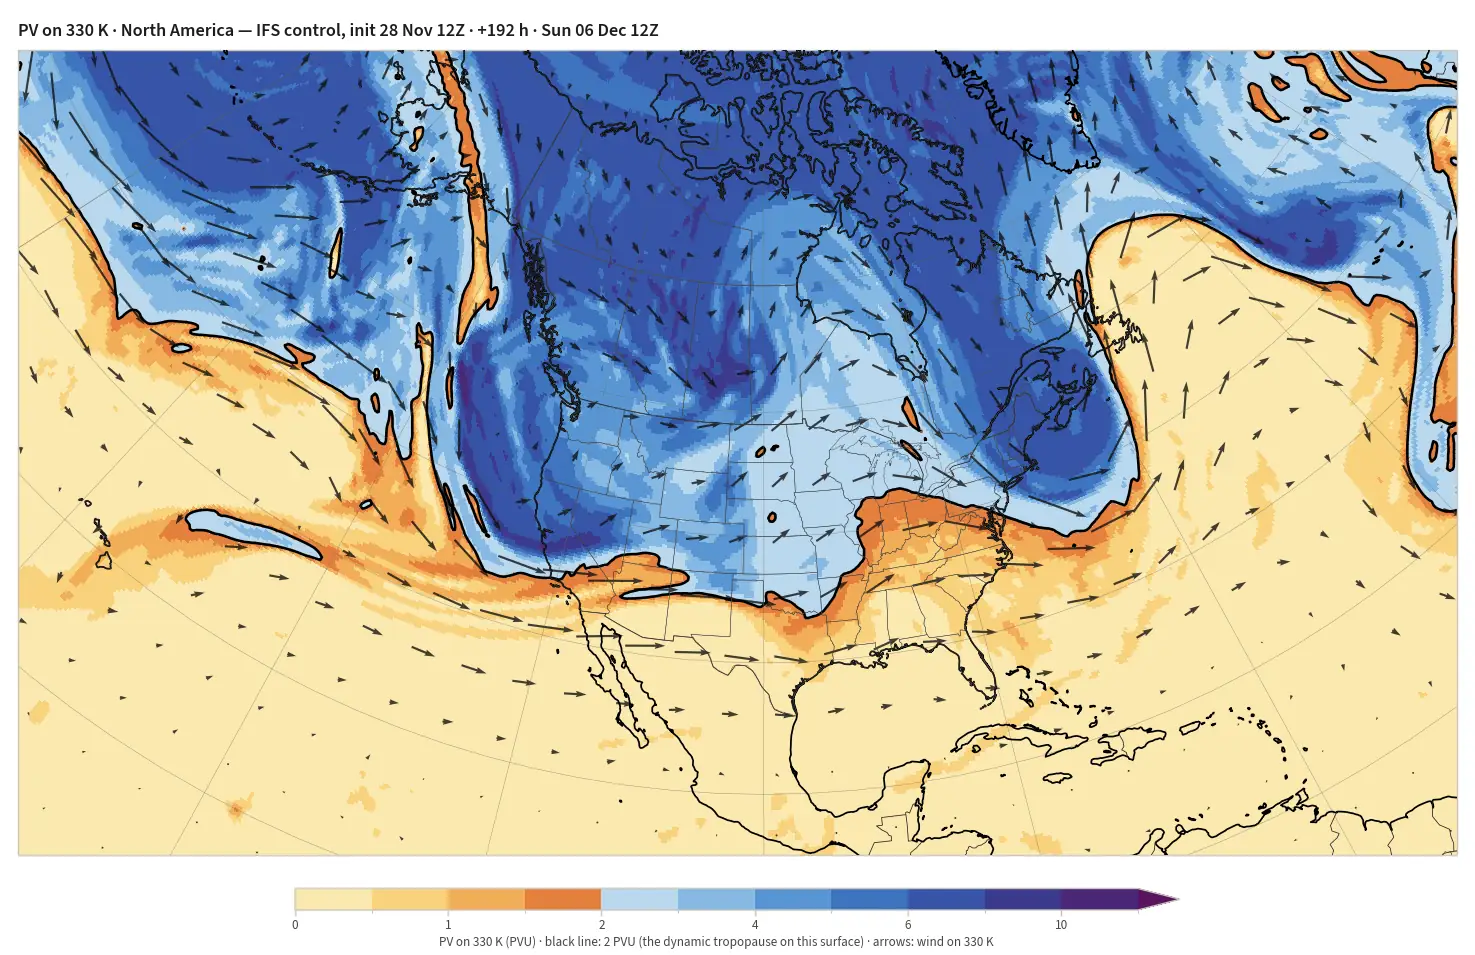 PV on 330 K · North America — IFS control, init 28 Nov 12Z · +192 h · Sun 06 Dec 12Z
0 1 2 4 6 10
PV on 330 K (PVU) · black line: 2 PVU (the dynamic tropopause on this surface) · arrows: wind on 330 K